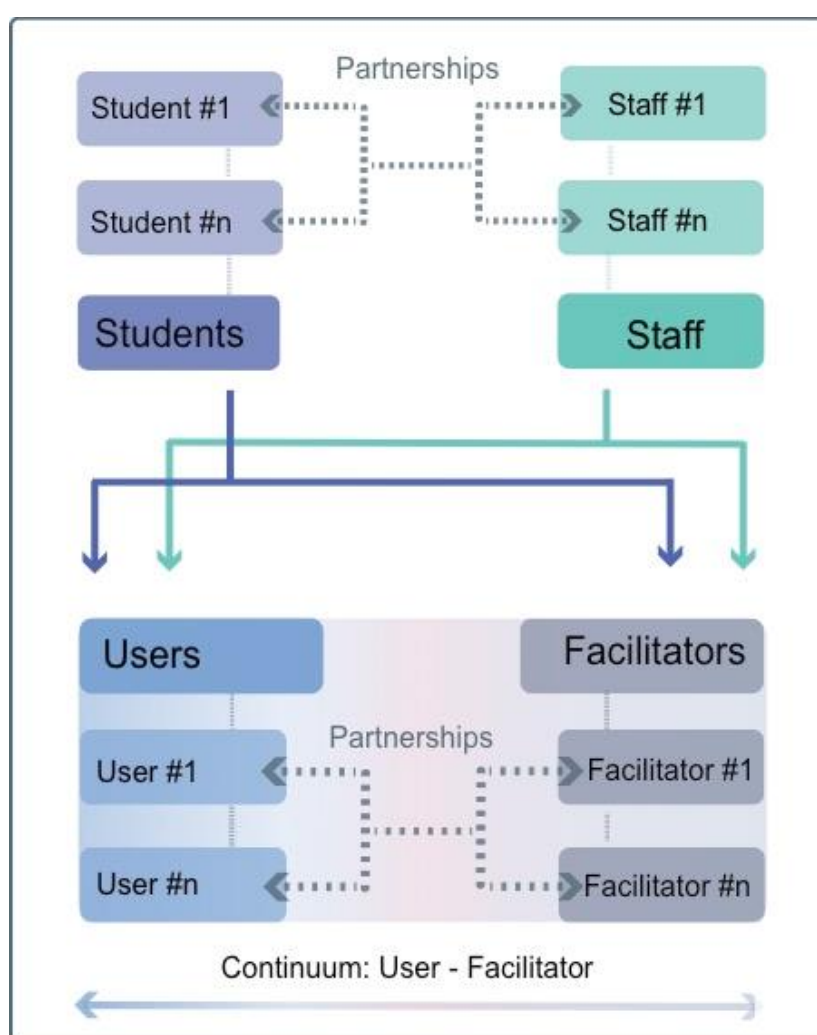 Partnerships
Student #1
Staff #1
Student #n
Staff #n
Students
Staff
Users
Facilitators
Partnerships
User #1
Facilitator #1
User #n
Facilitator #n
Continuum: User - Facilitator